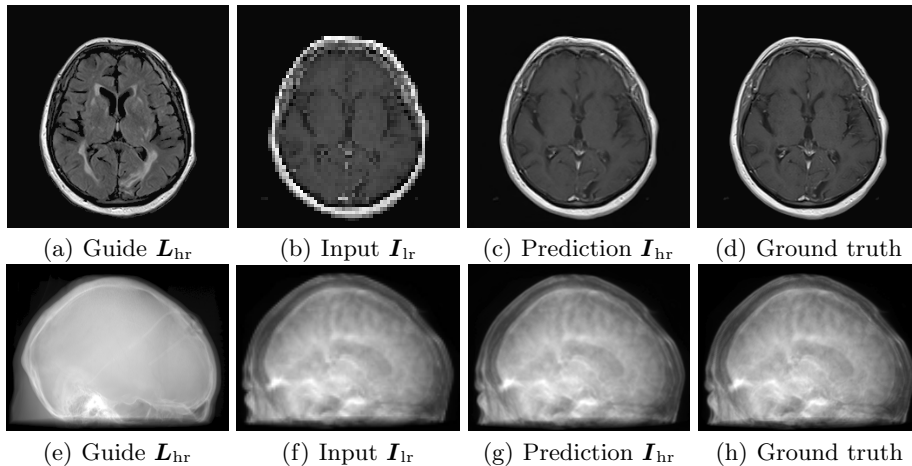 (a) Guide L_hr (b) Input I_lr (c) Prediction I_hr (d) Ground truth
(e) Guide L_hr (f) Input I_lr (g) Prediction I_hr (h) Ground truth